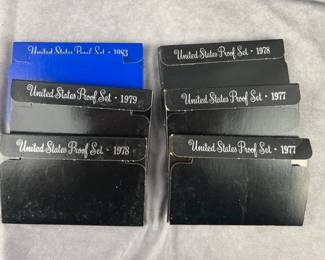 United States Proof Set · 1983
United States Proof Set · 1978
United States Proof Set · 1979
United States Proof Set · 1977
United States Proof Set · 1978
United States Proof Set · 1977